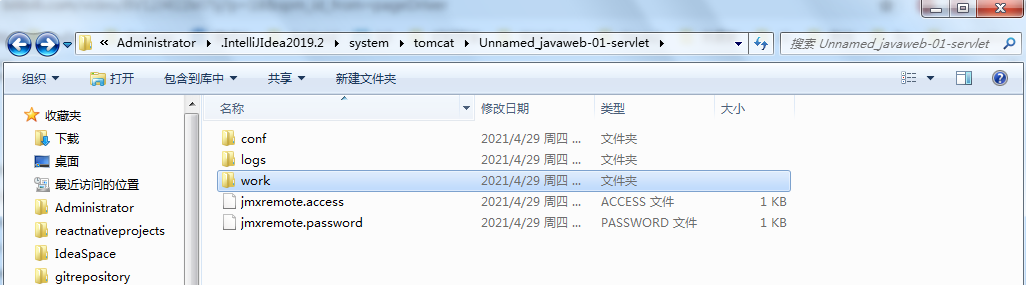 « Administrator ▸ .IntelliJIdea2019.2 ▸ system ▸ tomcat ▸ Unnamed_javaweb-01-servlet ▸
搜索 Unnamed_javaweb-01-servlet
组织 打开 包含到库中 共享 新建文件夹
名称 修改日期 类型 大小
收藏夹
下载
桌面
最近访问的位置
Administrator
reactnativeprojects
IdeaSpace
gitrepository
conf 2021/4/29 周四 ... 文件夹
logs 2021/4/29 周四 ... 文件夹
work 2021/4/29 周四 ... 文件夹
jmxremote.access 2021/4/29 周四 ... ACCESS 文件 1 KB
jmxremote.password 2021/4/29 周四 ... PASSWORD 文件 1 KB